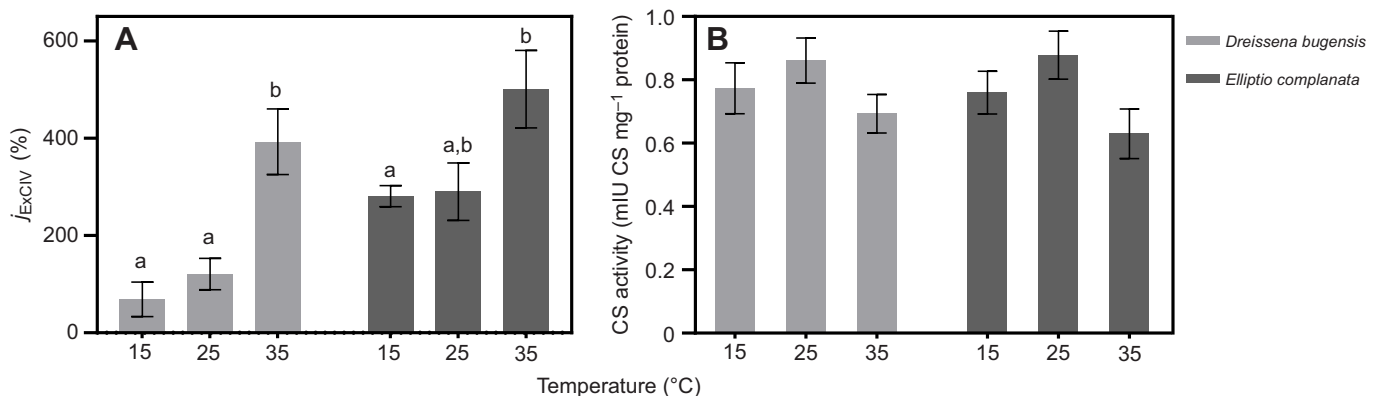 A
j_ExCIV (%)
600
400
200
0
a
a
b
a
a,b
b
15
25
35
15
25
35
B
CS activity (mIU CS mg⁻¹ protein)
1.0
0.8
0.6
0.4
0.2
0
15
25
35
15
25
35
Temperature (°C)
Dreissena bugensis
Elliptio complanata